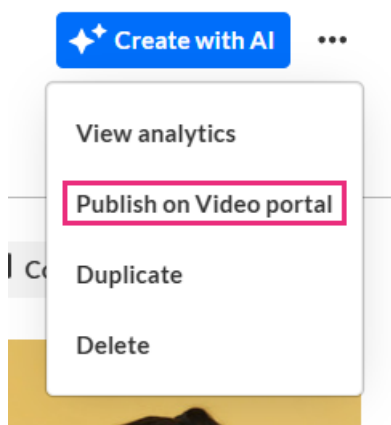 Create with AI
View analytics
Publish on Video portal
Duplicate
Delete